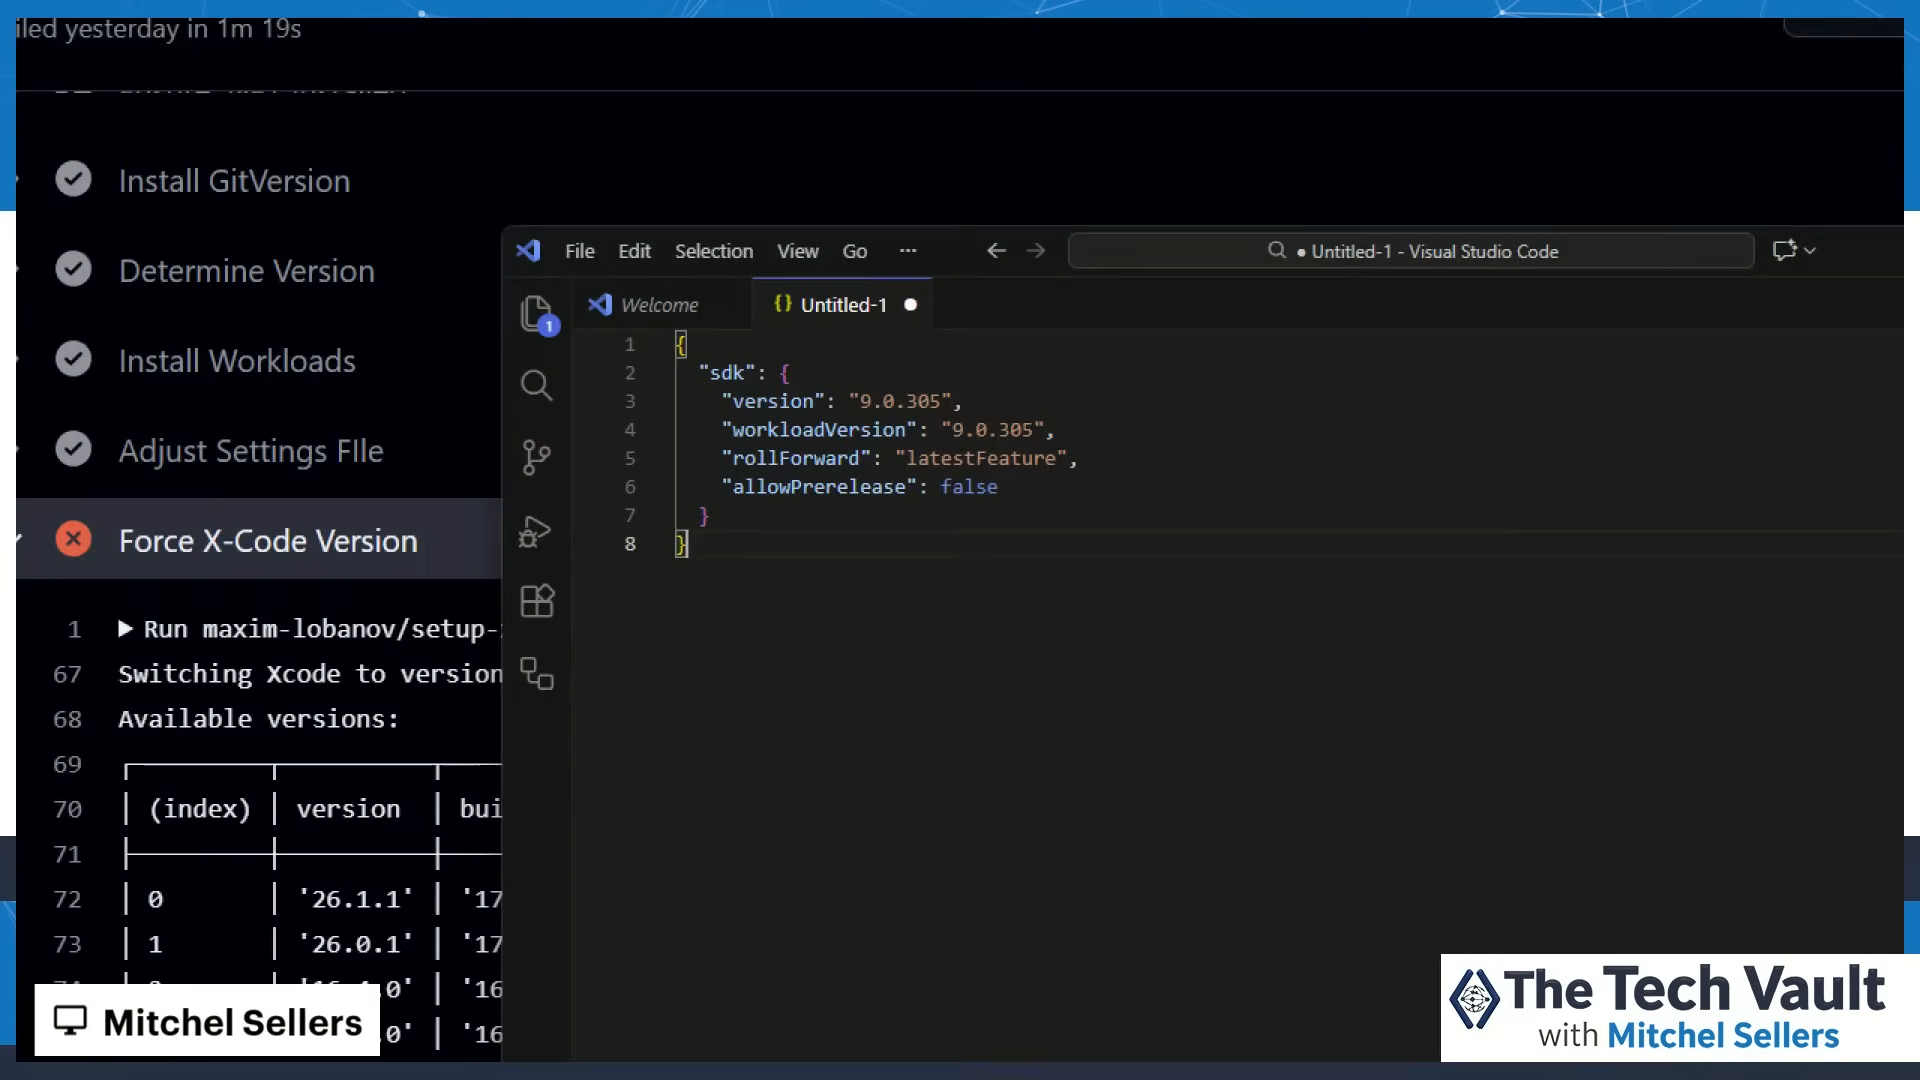 iled yesterday in 1m 19s
Install GitVersion
Determine Version
Install Workloads
Adjust Settings FIle
Force X-Code Version
1 Run maxim-lobanov/setup-
67 Switching Xcode to version
68 Available versions:
69
70 | (index) | version | bui
71
72 | 0 | '26.1.1' | '17
73 | 1 | '26.0.1' | '17
'16
.0' | '16
File Edit Selection View Go ···
● Untitled-1 - Visual Studio Code
Welcome
{} Untitled-1 ●
1
1 {
2 "sdk": {
3 "version": "9.0.305",
4 "workloadVersion": "9.0.305",
5 "rollForward": "latestFeature",
6 "allowPrerelease": false
7 }
8 }
Mitchel Sellers
The Tech Vault
with Mitchel Sellers